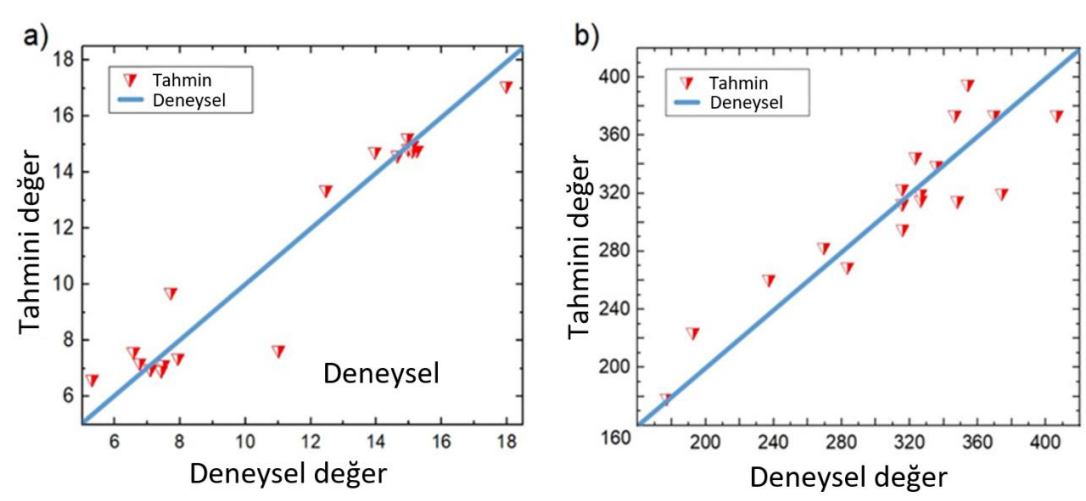 a)
18
16
14
12
10
8
6
6 8 10 12 14 16 18
Tahmin
Deneysel
Deneysel
Tahmini değer
Deneysel değer
b)
400
360
320
280
240
200
160
200 240 280 320 360 400
Tahmin
Deneysel
Tahmini değer
Deneysel değer